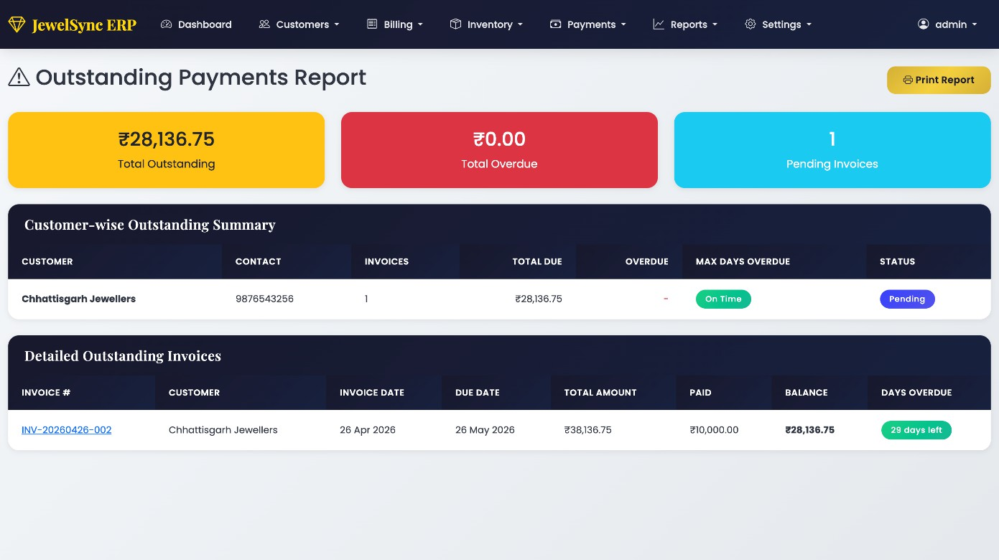 JewelSync ERP Dashboard Customers Billing Inventory Payments Reports Settings admin
Outstanding Payments Report
Print Report
₹28,136.75
Total Outstanding
₹0.00
Total Overdue
1
Pending Invoices
Customer-wise Outstanding Summary
CUSTOMER CONTACT INVOICES TOTAL DUE OVERDUE MAX DAYS OVERDUE STATUS
Chhattisgarh Jewellers 9876543256 1 ₹28,136.75 - On Time Pending
Detailed Outstanding Invoices
INVOICE # CUSTOMER INVOICE DATE DUE DATE TOTAL AMOUNT PAID BALANCE DAYS OVERDUE
INV-20260426-002 Chhattisgarh Jewellers 26 Apr 2026 26 May 2026 ₹38,136.75 ₹10,000.00 ₹28,136.75 29 days left